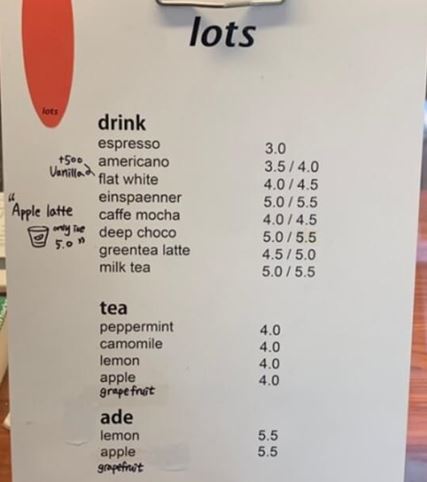 lots
lots
drink
espresso 3.0
americano 3.5 / 4.0
+500
Vanilla
flat white 4.0 / 4.5
einspaenner 5.0 / 5.5
caffe mocha 4.0 / 4.5
deep choco 5.0 / 5.5
greentea latte 4.5 / 5.0
milk tea 5.0 / 5.5
“Apple latte
only ice
5.0”
tea
peppermint 4.0
camomile 4.0
lemon 4.0
apple 4.0
grapefruit
ade
lemon 5.5
apple 5.5
grapefruit